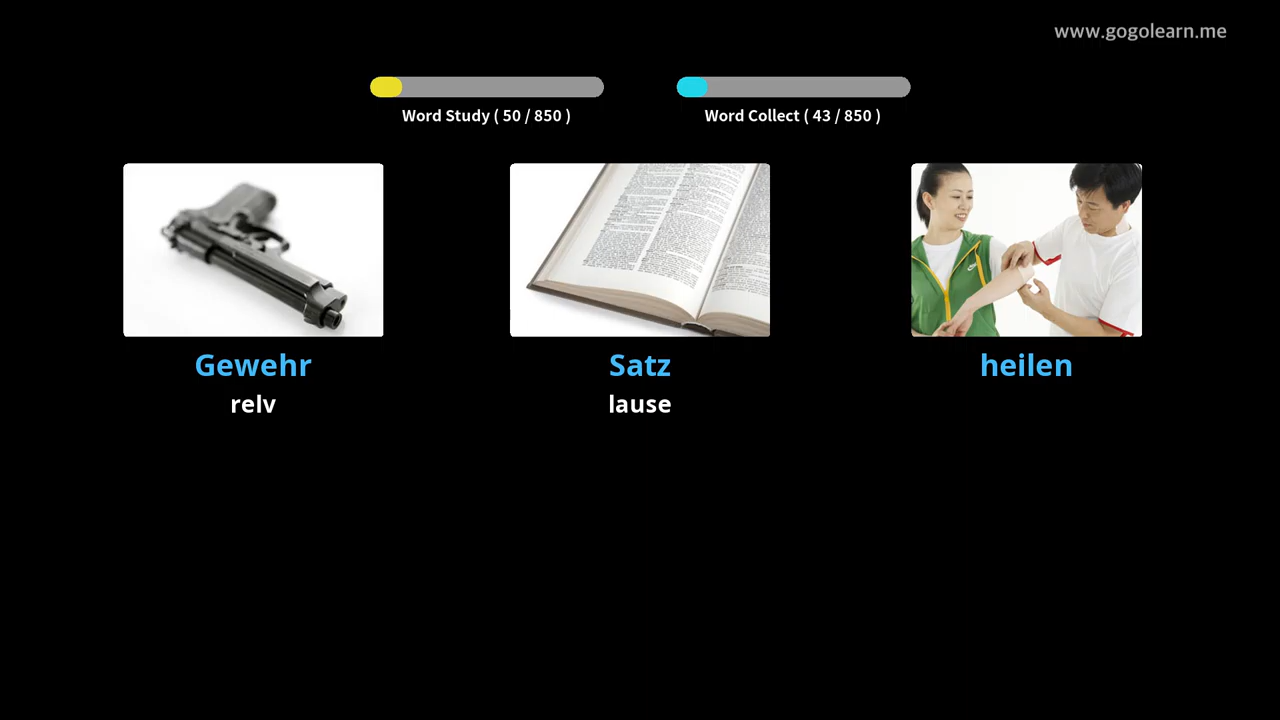 www.gogolearn.me
Word Study ( 50 / 850 )
Word Collect ( 43 / 850 )
Gewehr
Satz
heilen
relv
lause